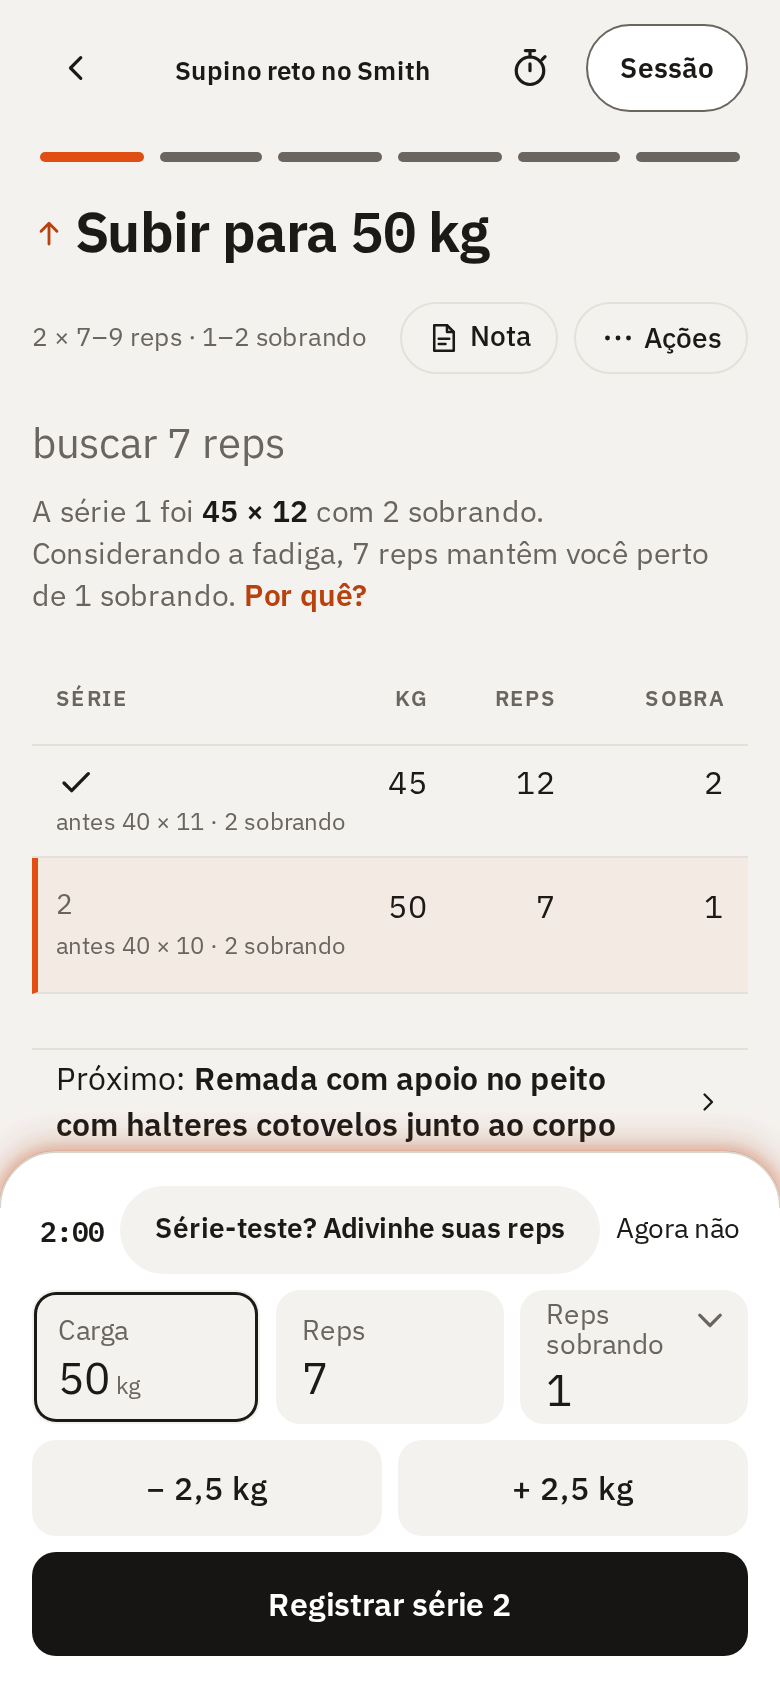 Supino reto no Smith
Sessão
Subir para 50 kg
2 × 7–9 reps · 1–2 sobrando
Nota
Ações
buscar 7 reps
A série 1 foi 45 × 12 com 2 sobrando.
Considerando a fadiga, 7 reps mantêm você perto
de 1 sobrando. Por quê?
SÉRIE KG REPS SOBRA
45 12 2
antes 40 × 11 · 2 sobrando
2 50 7 1
antes 40 × 10 · 2 sobrando
Próximo: Remada com apoio no peito
com halteres cotovelos junto ao corpo
2:00 Série-teste? Adivinhe suas reps Agora não
Carga
50 kg
Reps
7
Reps
sobrando
1
− 2,5 kg
+ 2,5 kg
Registrar série 2